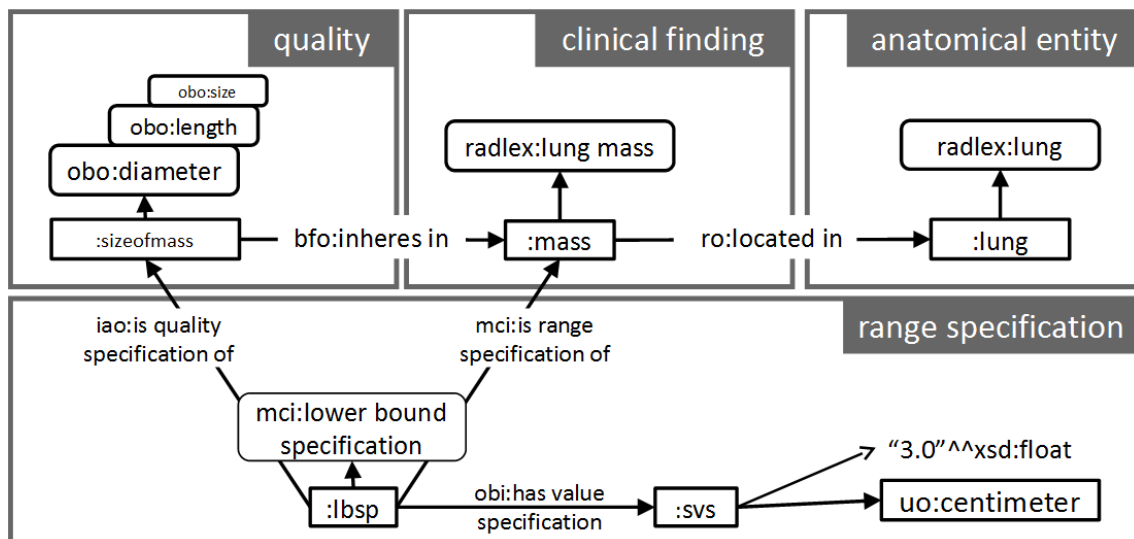 quality
clinical finding
anatomical entity
obo:size
obo:length
obo:diameter
radlex:lung mass
radlex:lung
:sizeofmass
bfo:inheres in
:mass
ro:located in
:lung
iao:is quality
specification of
mci:is range
specification of
range specification
mci:lower bound
specification
"3.0"^^xsd:float
:lbsp
obi:has value
specification
:svs
uo:centimeter